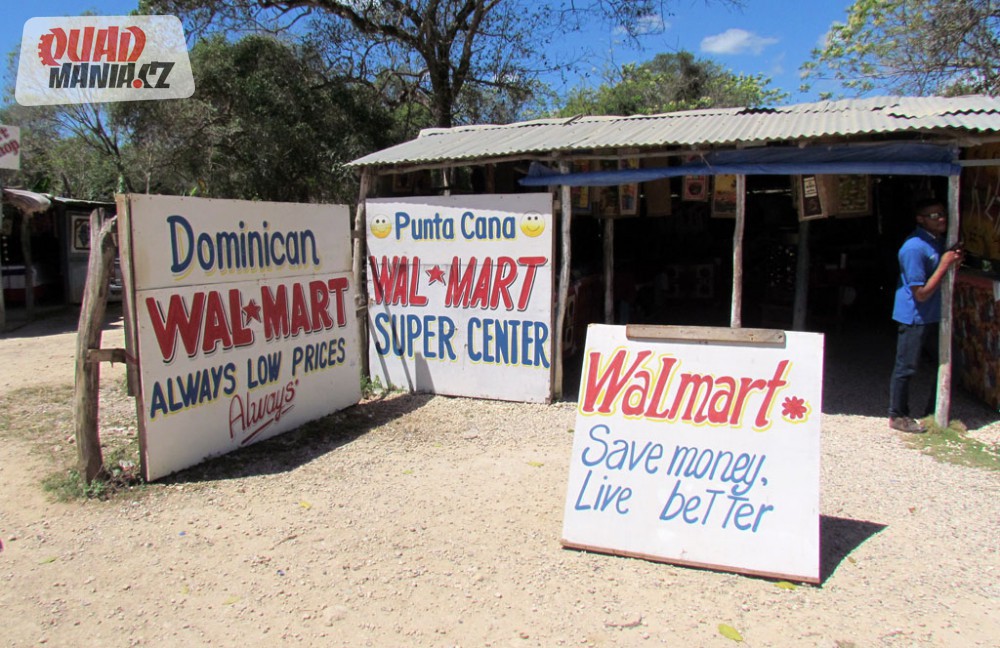 QUAD
MANIA.CZ
Dominican
WAL★MART
ALWAYS LOW PRICES
Always*
Punta Cana
WAL★MART
SUPER CENTER
WaLmart*
Save money,
Live beTTer